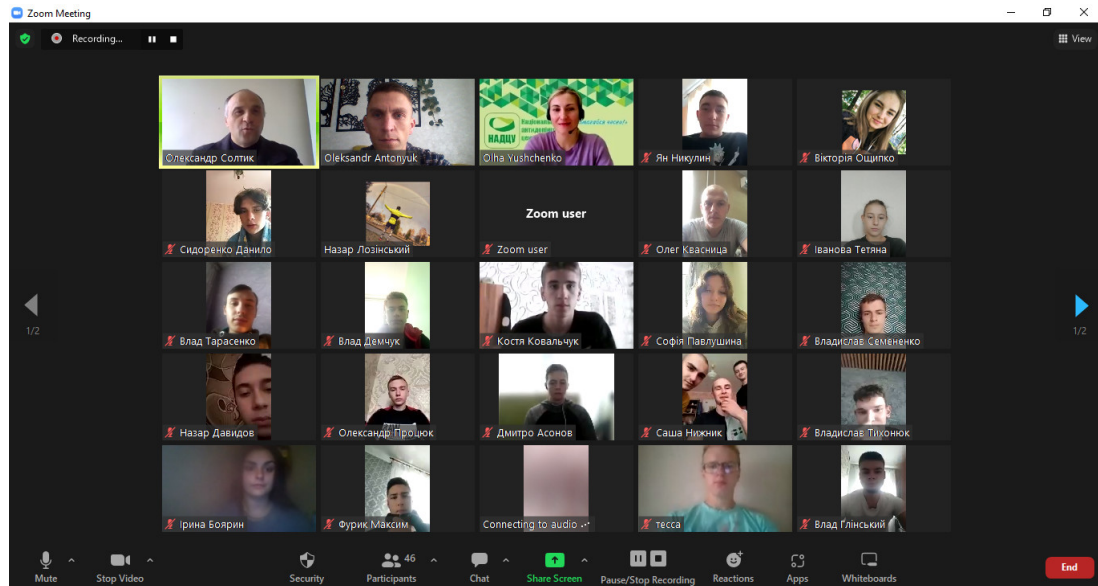 Zoom Meeting
Recording...
View
Олександр Солтик
Oleksandr Antonyuk
НАДЦУ
Olha Yushchenko
Ян Никулин
Вікторія Ощипко
Сидоренко Данило
Назар Лозінський
Zoom user
Zoom user
Олег Квасниця
Іванова Тетяна
1/2
Влад Тарасенко
Влад Демчук
Костя Ковальчук
Софія Павлушина
Владислав Семененко
1/2
Назар Давидов
Олександр Процюк
Дмитро Асонов
Саша Нижник
Владислав Тихонюк
Ірина Боярин
Фурик Максим
Connecting to audio
тесса
Влад Глінський
Mute
Stop Video
Security
46
Participants
Chat
Share Screen
Pause/Stop Recording
Reactions
Apps
Whiteboards
End